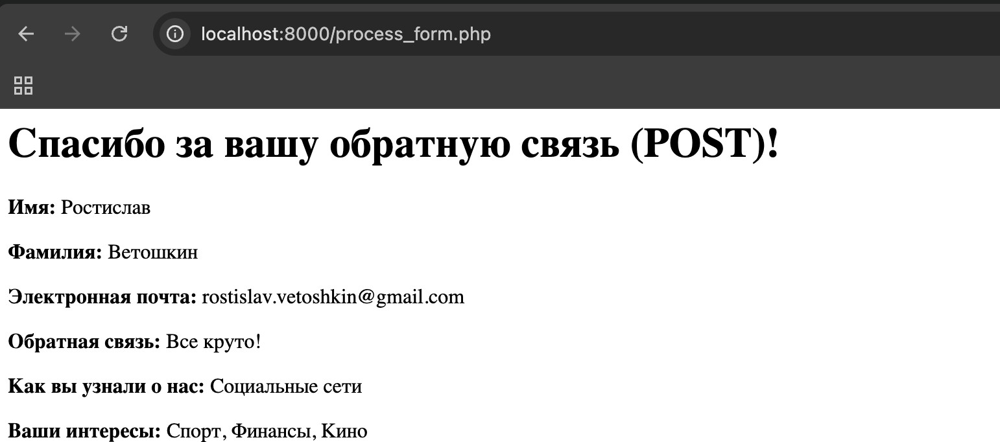 localhost:8000/process_form.php
Спасибо за вашу обратную связь (POST)!
Имя: Ростислав
Фамилия: Ветошкин
Электронная почта: rostislav.vetoshkin@gmail.com
Обратная связь: Все круто!
Как вы узнали о нас: Социальные сети
Ваши интересы: Спорт, Финансы, Кино